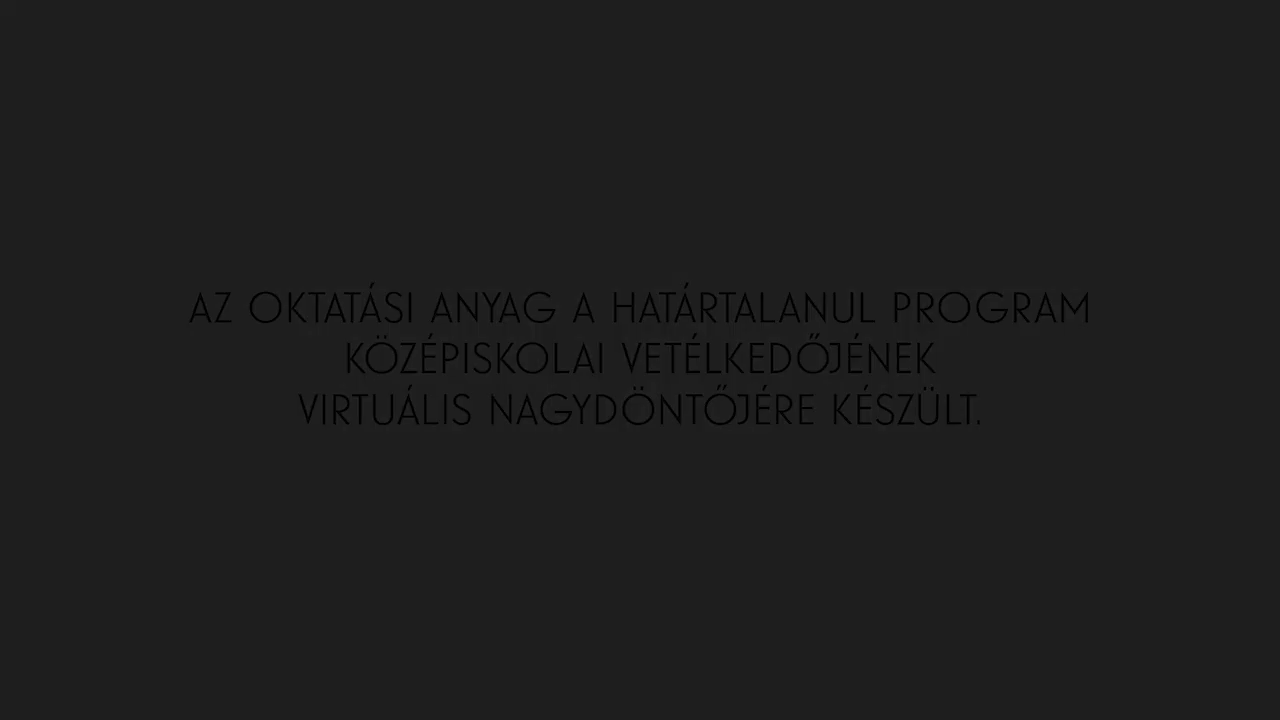 AZ OKTATÁSI ANYAG A HATÁRTALANUL PROGRAM
KÖZÉPISKOLAI VETÉLKEDŐJÉNEK
VIRTUÁLIS NAGYDÖNTŐJÉRE KÉSZÜLT.